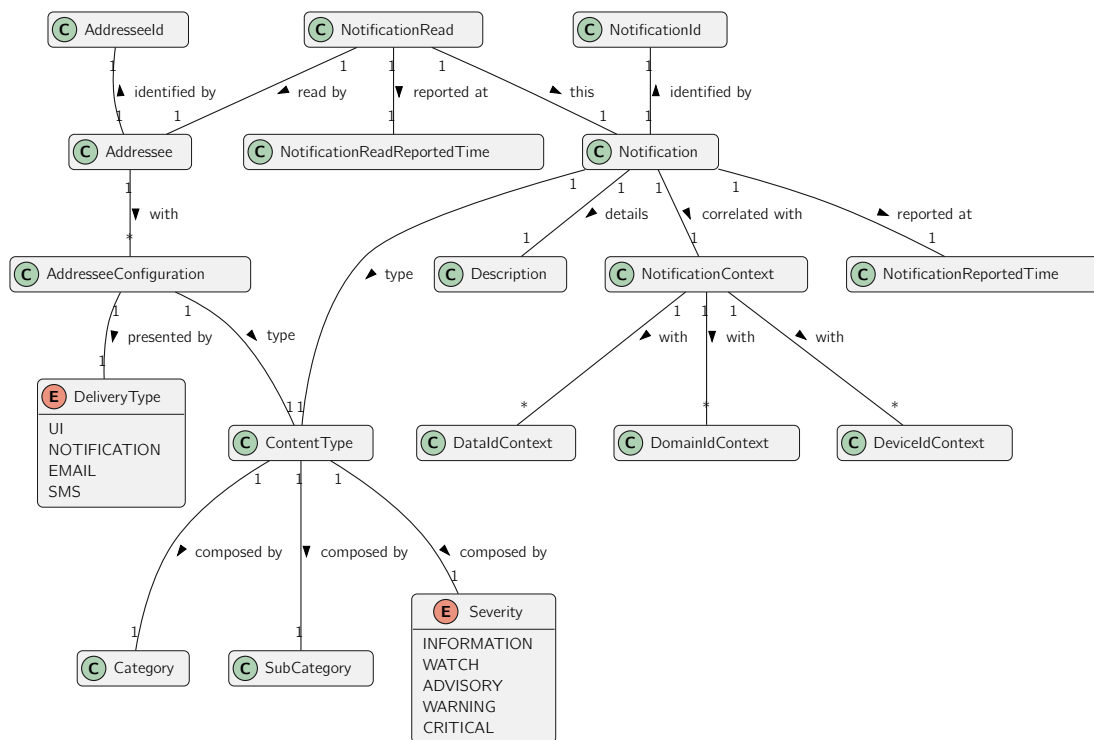 C AddresseeId
C NotificationRead
C NotificationId
1 1 1 1 1
identified by
read by
reported at
this
identified by
1 1 1 1 1
C Addressee
C NotificationReadReportedTime
C Notification
1 1 1 1 1
with
details
correlated with
reported at
* 1 1 1
C AddresseeConfiguration
type
C Description
C NotificationContext
C NotificationReportedTime
1 1 1 1 1
presented by
type
with
with
with
1
E DeliveryType
UI
NOTIFICATION
EMAIL
SMS
1 1 * * *
C ContentType
C DataIdContext
C DomainIdContext
C DeviceIdContext
1 1 1
composed by
composed by
composed by
1 1 1
E Severity
INFORMATION
WATCH
ADVISORY
WARNING
CRITICAL
C Category
C SubCategory